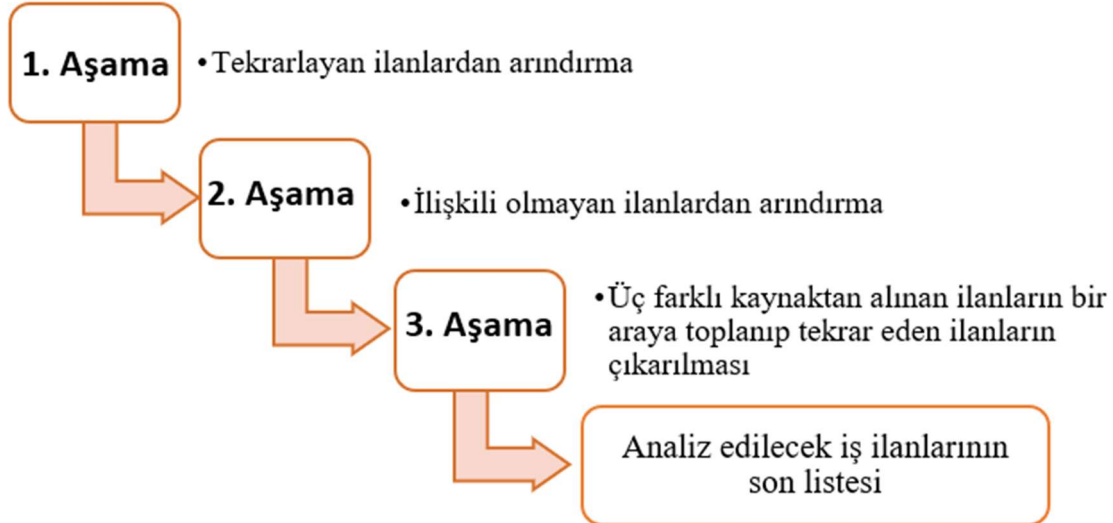 1. Aşama
•Tekrarlayan ilanlardan arındırma
2. Aşama
•İlişkili olmayan ilanlardan arındırma
3. Aşama
•Üç farklı kaynaktan alınan ilanların bir
araya toplanıp tekrar eden ilanların
çıkarılması
Analiz edilecek iş ilanlarının
son listesi